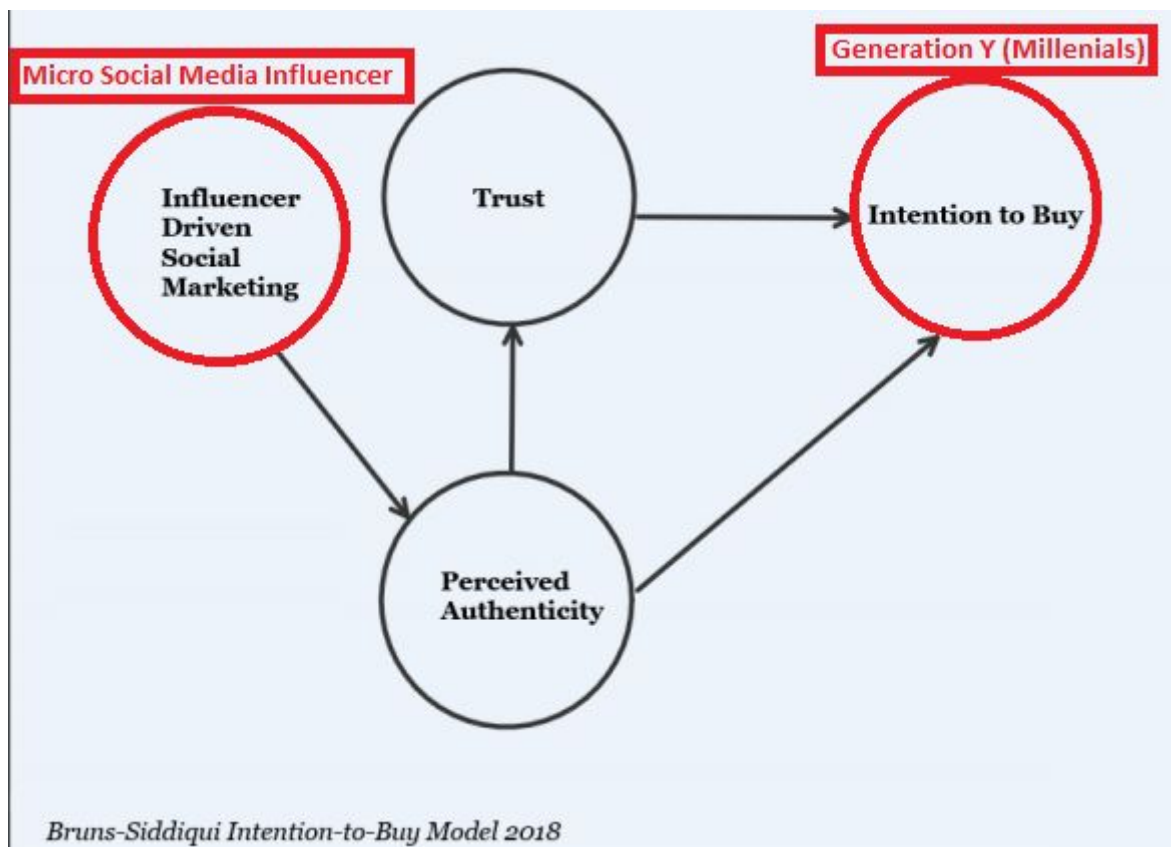 Micro Social Media Influencer
Generation Y (Millenials)
Influencer
Driven
Social
Marketing
Trust
Intention to Buy
Perceived
Authenticity
Bruns-Siddiqui Intention-to-Buy Model 2018